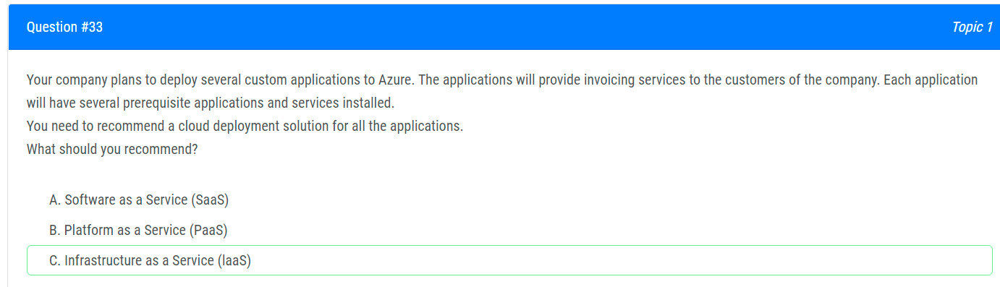 Question #33
Topic 1
Your company plans to deploy several custom applications to Azure. The applications will provide invoicing services to the customers of the company. Each application
will have several prerequisite applications and services installed.
You need to recommend a cloud deployment solution for all the applications.
What should you recommend?
A. Software as a Service (SaaS)
B. Platform as a Service (PaaS)
C. Infrastructure as a Service (laaS)